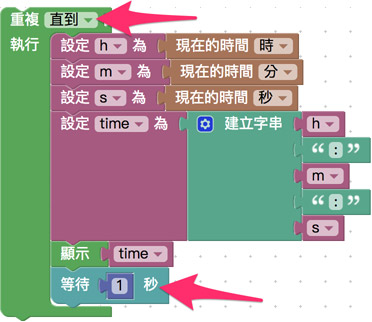 重複 直到
執行 設定 h 為 現在的時間 時
設定 m 為 現在的時間 分
設定 s 為 現在的時間 秒
設定 time 為 建立字串 h
“ : ”
m
“ : ”
s
顯示 time
等待 1 秒